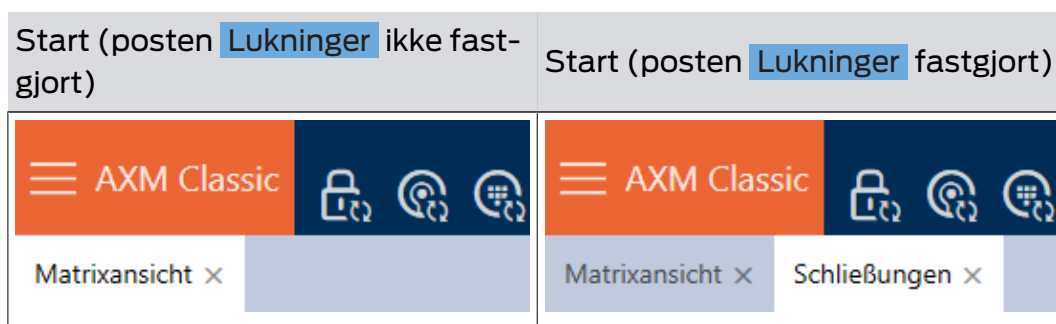 Start (posten Lukninger ikke fast-
gjort)
Start (posten Lukninger fastgjort)
AXM Classic
Matrixansicht ×
AXM Classic
Matrixansicht × Schließungen ×